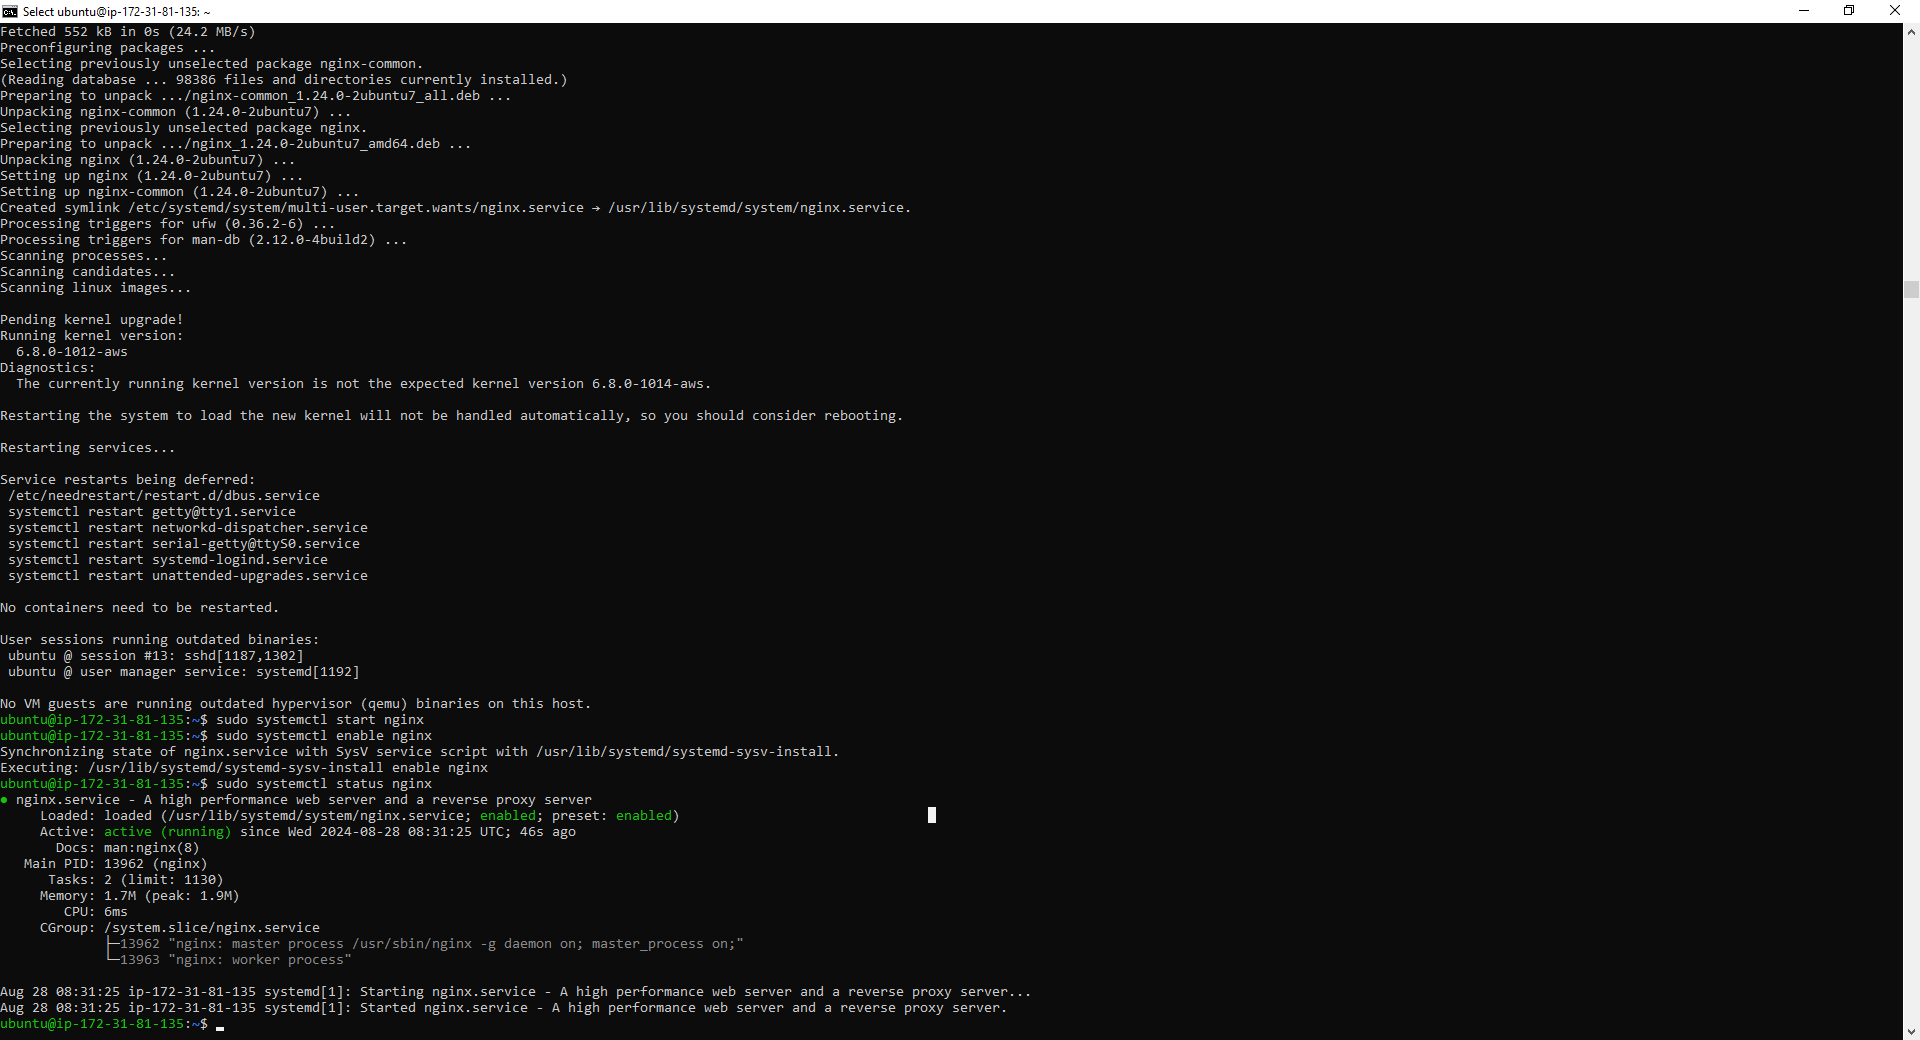 Select ubuntu@ip-172-31-81-135: ~
Fetched 552 kB in 0s (24.2 MB/s)
Preconfiguring packages ...
Selecting previously unselected package nginx-common.
(Reading database ... 98386 files and directories currently installed.)
Preparing to unpack .../nginx-common_1.24.0-2ubuntu7_all.deb ...
Unpacking nginx-common (1.24.0-2ubuntu7) ...
Selecting previously unselected package nginx.
Preparing to unpack .../nginx_1.24.0-2ubuntu7_amd64.deb ...
Unpacking nginx (1.24.0-2ubuntu7) ...
Setting up nginx (1.24.0-2ubuntu7) ...
Setting up nginx-common (1.24.0-2ubuntu7) ...
Created symlink /etc/systemd/system/multi-user.target.wants/nginx.service → /usr/lib/systemd/system/nginx.service.
Processing triggers for ufw (0.36.2-6) ...
Processing triggers for man-db (2.12.0-4build2) ...
Scanning processes...
Scanning candidates...
Scanning linux images...
Pending kernel upgrade!
Running kernel version:
  6.8.0-1012-aws
Diagnostics:
  The currently running kernel version is not the expected kernel version 6.8.0-1014-aws.
Restarting the system to load the new kernel will not be handled automatically, so you should consider rebooting.
Restarting services...
Service restarts being deferred:
 /etc/needrestart/restart.d/dbus.service
 systemctl restart getty@tty1.service
 systemctl restart networkd-dispatcher.service
 systemctl restart serial-getty@ttyS0.service
 systemctl restart systemd-logind.service
 systemctl restart unattended-upgrades.service
No containers need to be restarted.
User sessions running outdated binaries:
 ubuntu @ session #13: sshd[1187,1302]
 ubuntu @ user manager service: systemd[1192]
No VM guests are running outdated hypervisor (qemu) binaries on this host.
ubuntu@ip-172-31-81-135:~$ sudo systemctl start nginx
ubuntu@ip-172-31-81-135:~$ sudo systemctl enable nginx
Synchronizing state of nginx.service with SysV service script with /usr/lib/systemd/systemd-sysv-install.
Executing: /usr/lib/systemd/systemd-sysv-install enable nginx
ubuntu@ip-172-31-81-135:~$ sudo systemctl status nginx
● nginx.service - A high performance web server and a reverse proxy server
     Loaded: loaded (/usr/lib/systemd/system/nginx.service; enabled; preset: enabled)
     Active: active (running) since Wed 2024-08-28 08:31:25 UTC; 46s ago
       Docs: man:nginx(8)
   Main PID: 13962 (nginx)
      Tasks: 2 (limit: 1130)
     Memory: 1.7M (peak: 1.9M)
        CPU: 6ms
     CGroup: /system.slice/nginx.service
             ├─13962 "nginx: master process /usr/sbin/nginx -g daemon on; master_process on;"
             └─13963 "nginx: worker process"
Aug 28 08:31:25 ip-172-31-81-135 systemd[1]: Starting nginx.service - A high performance web server and a reverse proxy server...
Aug 28 08:31:25 ip-172-31-81-135 systemd[1]: Started nginx.service - A high performance web server and a reverse proxy server.
ubuntu@ip-172-31-81-135:~$